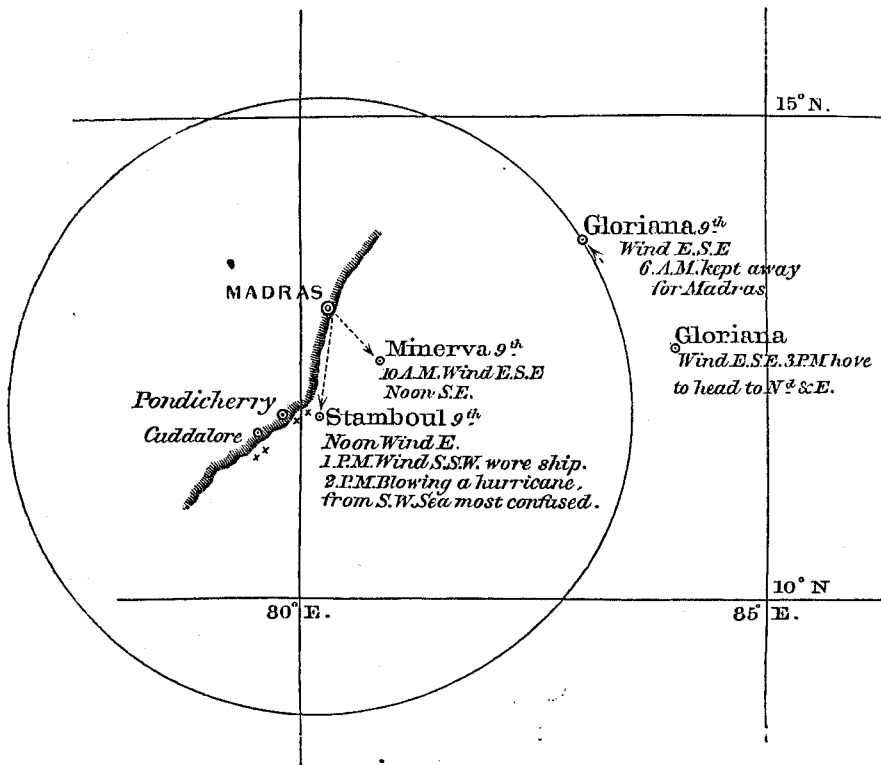 15° N.
Gloriana 9th
Wind E.S.E
6.A.M. kept away
for Madras
MADRAS
Gloriana
Wind E.S.E. 3.PM hove
to head to Nd & E.
Minerva 9th
10 A.M. Wind E.S.E
Noon S.E.
Pondicherry
Cuddalore
Stamboul 9th
Noon Wind E.
1.P.M. Wind S.S.W. wore ship.
2.P.M. Blowing a hurricane,
from S.W. Sea most confused.
10° N
80° E.
85° E.